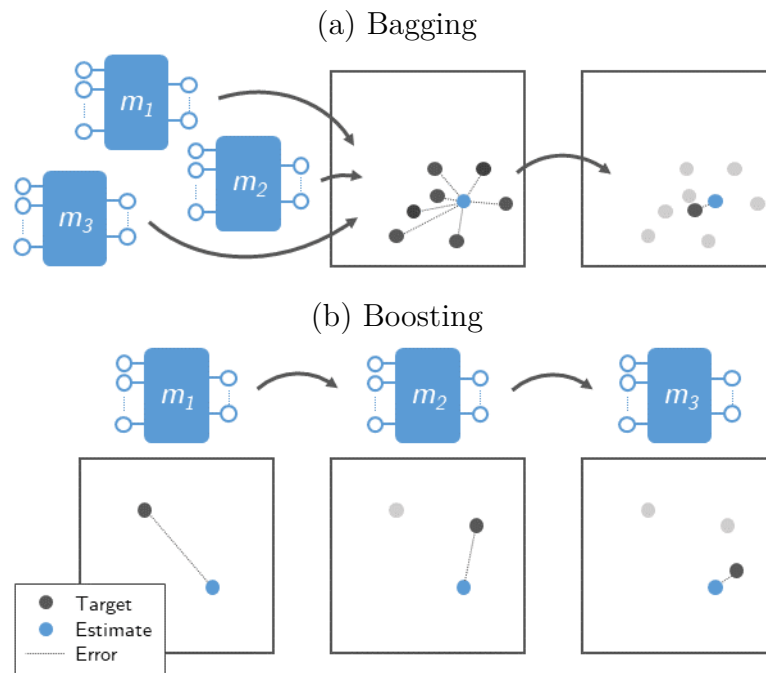 (a) Bagging
m1
m2
m3
(b) Boosting
m1
m2
m3
Target
Estimate
Error